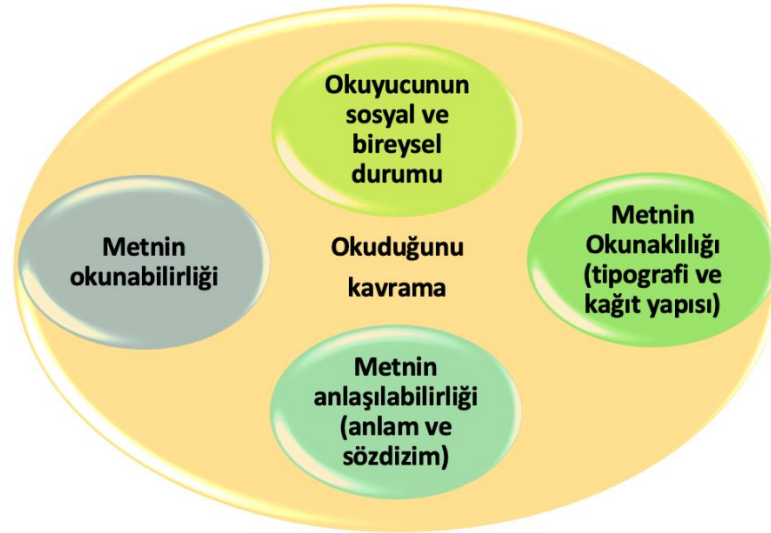 Okuyucunun
sosyal ve
bireysel
durumu
Metnin
okunabilirliği
Okuduğunu
kavrama
Metnin
Okunaklılığı
(tipografi ve
kağıt yapısı)
Metnin
anlaşılabilirliği
(anlam ve
sözdizim)